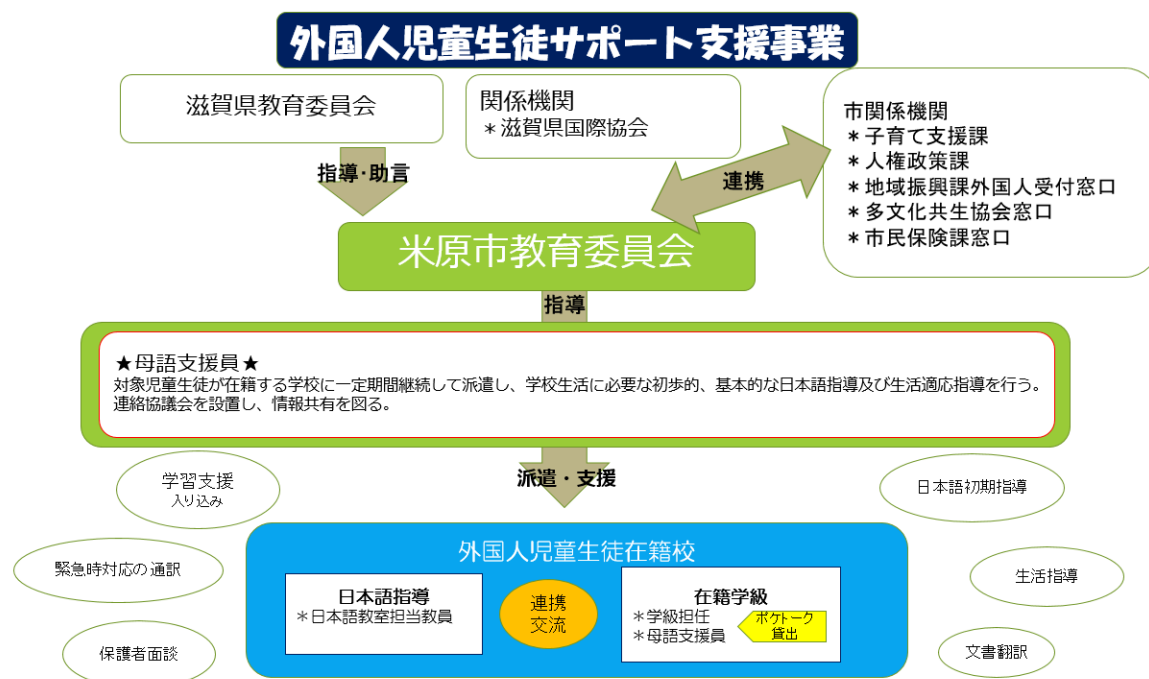 外国人児童生徒サポート支援事業
滋賀県教育委員会
関係機関
＊滋賀県国際協会
市関係機関
＊子育て支援課
＊人権政策課
＊地域振興課外国人受付窓口
＊多文化共生協会窓口
＊市民保険課窓口
指導・助言
連携
米原市教育委員会
指導
★母語支援員★
対象児童生徒が在籍する学校に一定期間継続して派遣し、学校生活に必要な初歩的、基本的な日本語指導及び生活適応指導を行う。
連絡協議会を設置し、情報共有を図る。
派遣・支援
学習支援
入り込み
日本語初期指導
緊急時対応の通訳
生活指導
保護者面談
文書翻訳
外国人児童生徒在籍校
日本語指導
＊日本語教室担当教員
連携
交流
在籍学級
＊学級担任
＊母語支援員
ポケトーク
貸出